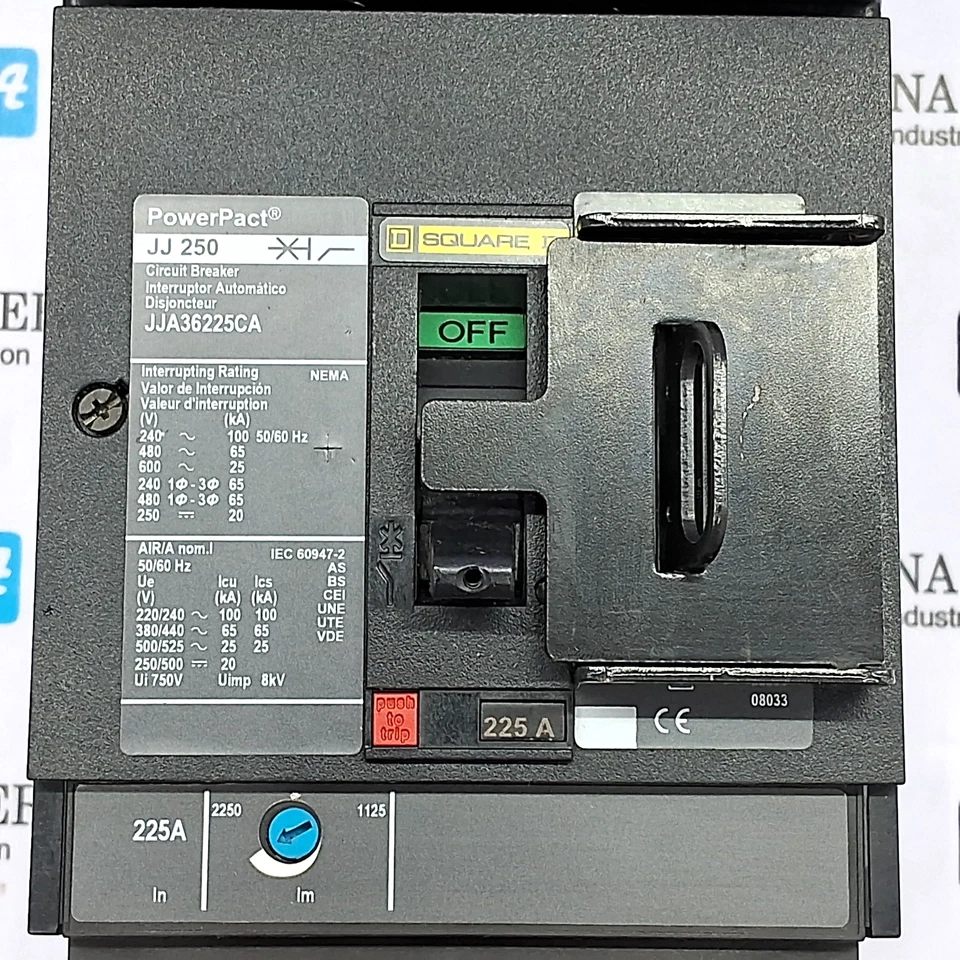 PowerPact®
JJ 250
Circuit Breaker
Interruptor Automático
Disjoncteur
JJA36225CA
Interrupting Rating NEMA
Valor de Interrupción
Valeur d'interruption
(V) (kA)
240 ~ 100 50/60 Hz
480 ~ 65
600 ~ 25
240 1Φ-3Φ 65
480 1Φ-3Φ 65
250 ⎓ 20
AIR/A nom.I IEC 60947-2
50/60 Hz AS
Ue Icu Ics BS
(V) (kA) (kA) CEI
220/240 ~ 100 100 UNE
380/440 ~ 65 65 UTE
500/525 ~ 25 25 VDE
250/500 ⎓ 20
Ui 750V Uimp 8kV
D SQUARE
OFF
push
to
trip
225 A
08033
CE
225A
2250
1125
In
Im
NA
ndustr